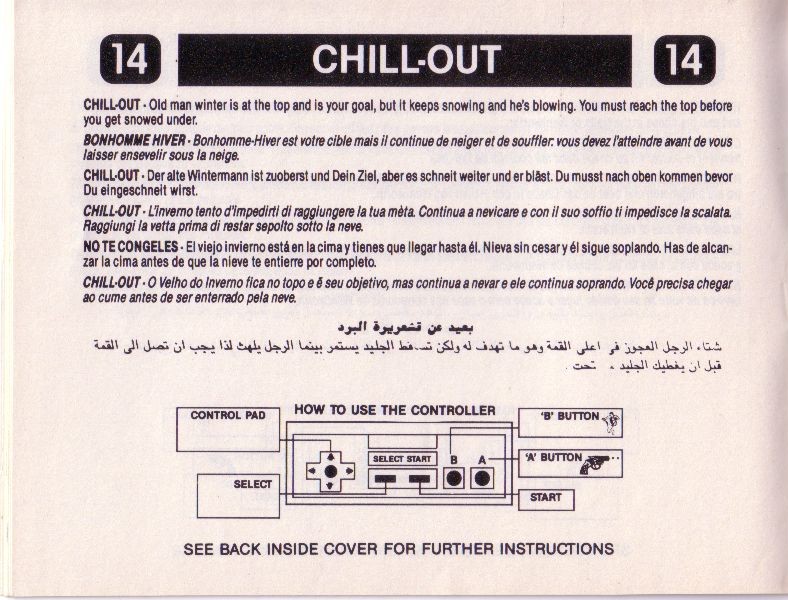 14 CHILL-OUT 14
CHILL-OUT - Old man winter is at the top and is your goal, but it keeps snowing and he's blowing. You must reach the top before
you get snowed under.
BONHOMME HIVER - Bonhomme-Hiver est votre cible mais il continue de neiger et de souffler: vous devez l'atteindre avant de vous
laisser ensevelir sous la neige.
CHILL-OUT - Der alte Wintermann ist zuoberst und Dein Ziel, aber es schneit weiter und er bläst. Du musst nach oben kommen bevor
Du eingeschneit wirst.
CHILL-OUT - L'inverno tento d'impedirti di raggiungere la tua mèta. Continua a nevicare e con il suo soffio ti impedisce la scalata.
Raggiungi la vetta prima di restar sepolto sotto la neve.
NO TE CONGELES - El viejo invierno está en la cima y tienes que llegar hasta él. Nieva sin cesar y él sigue soplando. Has de alcan-
zar la cima antes de que la nieve te entierre por completo.
CHILL-OUT - O Velho do Inverno fica no topo e é seu objetivo, mas continua a nevar e ele continua soprando. Você precisa chegar
ao cume antes de ser enterrado pela neve.
بعيد عن قشعريرة البرد
شتاء الرجل العجوز في اعلى القمة وهو ما تهدف له ولكن تساقط الجليد يستمر بينما الرجل يلهث لذا يجب ان تصل الى القمة
قبل ان يغطيك الجليد تحت .
HOW TO USE THE CONTROLLER
CONTROL PAD
'B' BUTTON
SELECT START B A
'A' BUTTON
SELECT
START
SEE BACK INSIDE COVER FOR FURTHER INSTRUCTIONS